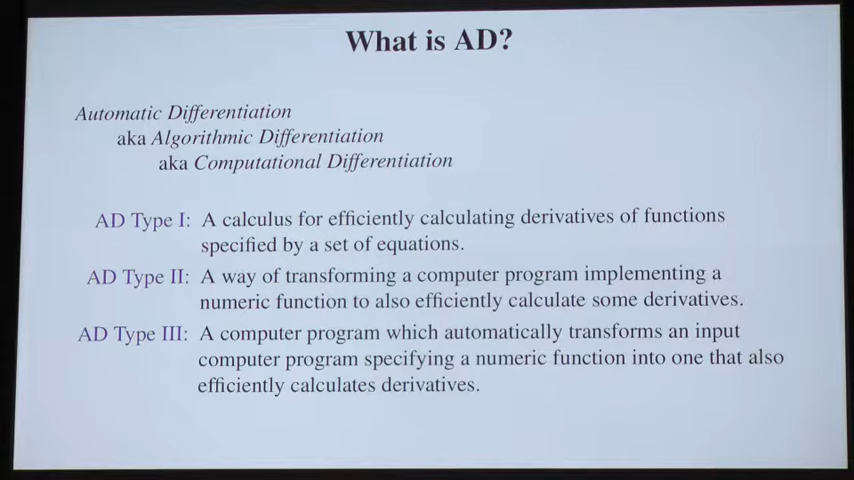 What is AD?
Automatic Differentiation
aka Algorithmic Differentiation
aka Computational Differentiation
AD Type I: A calculus for efficiently calculating derivatives of functions
specified by a set of equations.
AD Type II: A way of transforming a computer program implementing a
numeric function to also efficiently calculate some derivatives.
AD Type III: A computer program which automatically transforms an input
computer program specifying a numeric function into one that also
efficiently calculates derivatives.